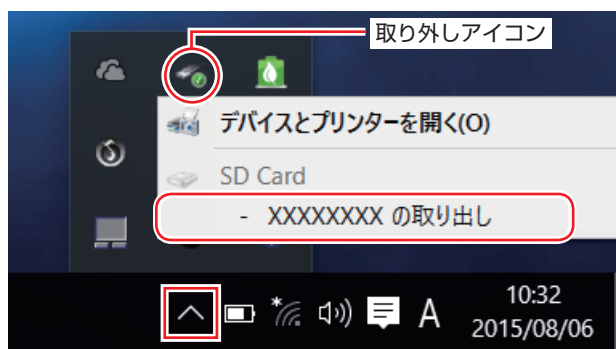 取り外しアイコン
デバイスとプリンターを開く(O)
SD Card
- XXXXXXXX の取り出し
A
10:32
2015/08/06